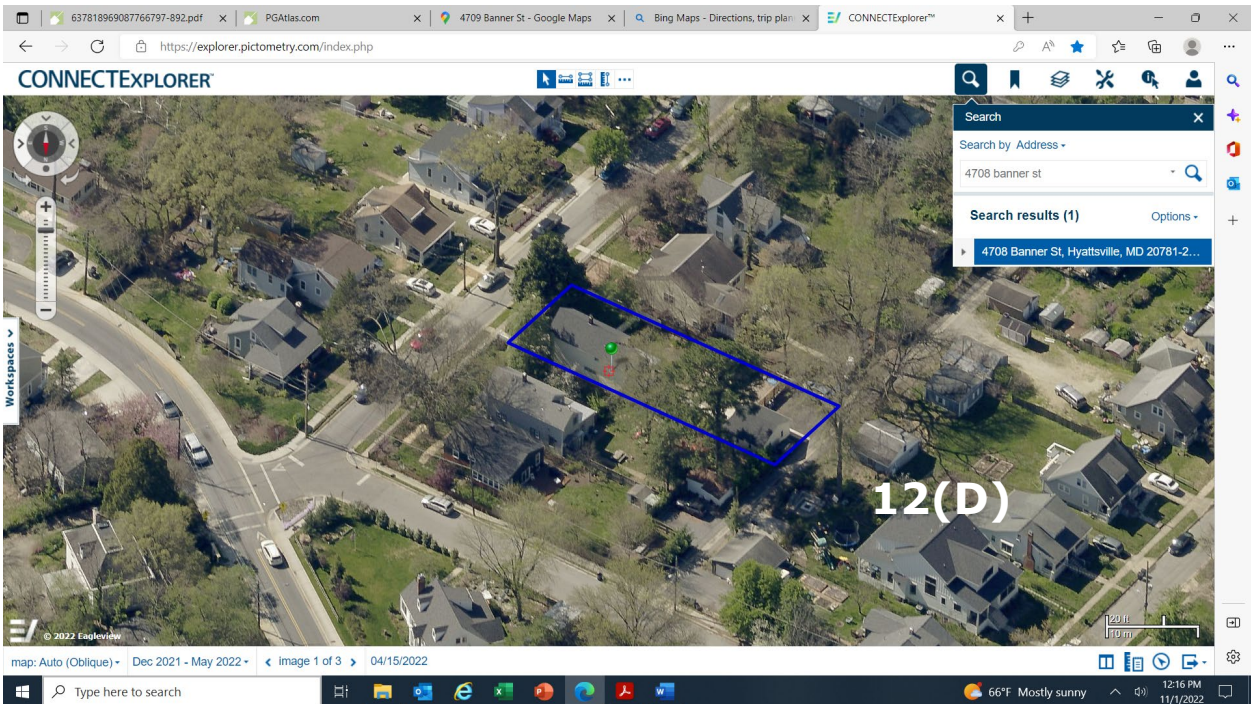 637818969087766797-892.pdf
PGAtlas.com
4709 Banner St - Google Maps
Bing Maps - Directions, trip plan
CONNECTExplorer™
https://explorer.pictometry.com/index.php
CONNECTEXPLORER™
Search
Search by Address
4708 banner st
Search results (1)
Options
4708 Banner St, Hyattsville, MD 20781-2...
Workspaces
N
12(D)
20 ft
10 m
© 2022 Eagleview
map: Auto (Oblique)
Dec 2021 - May 2022
image 1 of 3
04/15/2022
Type here to search
66°F Mostly sunny
12:16 PM
11/1/2022